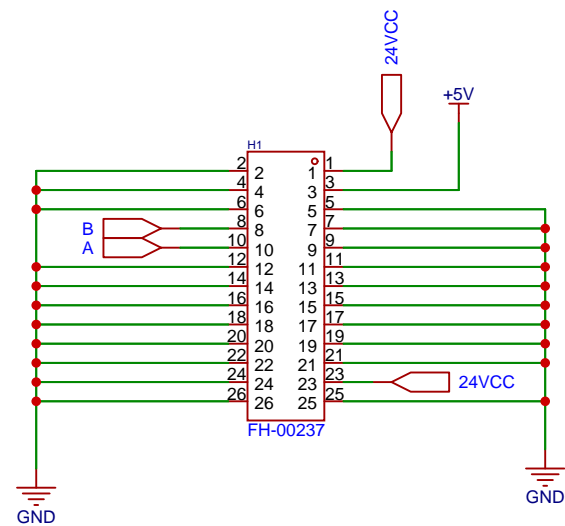 24VCC
+5V
H1
2 2 1 1
4 4 3 3
6 6 5 5
B 8 8 7 7
A 10 10 9 9
12 12 11 11
14 14 13 13
16 16 15 15
18 18 17 17
20 20 19 19
22 22 21 21
24 24 23 23 24VCC
26 26 25 25
FH-00237
GND
GND